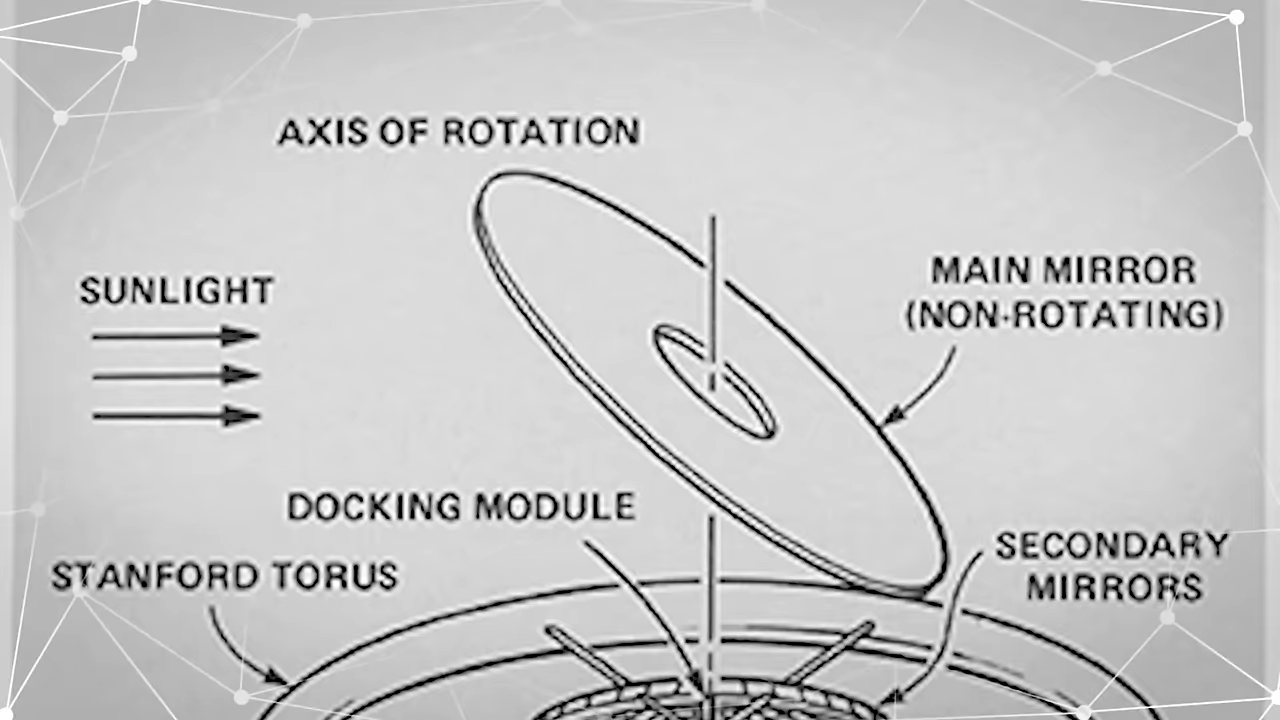 AXIS OF ROTATION
SUNLIGHT
MAIN MIRROR
(NON-ROTATING)
DOCKING MODULE
STANFORD TORUS
SECONDARY
MIRRORS